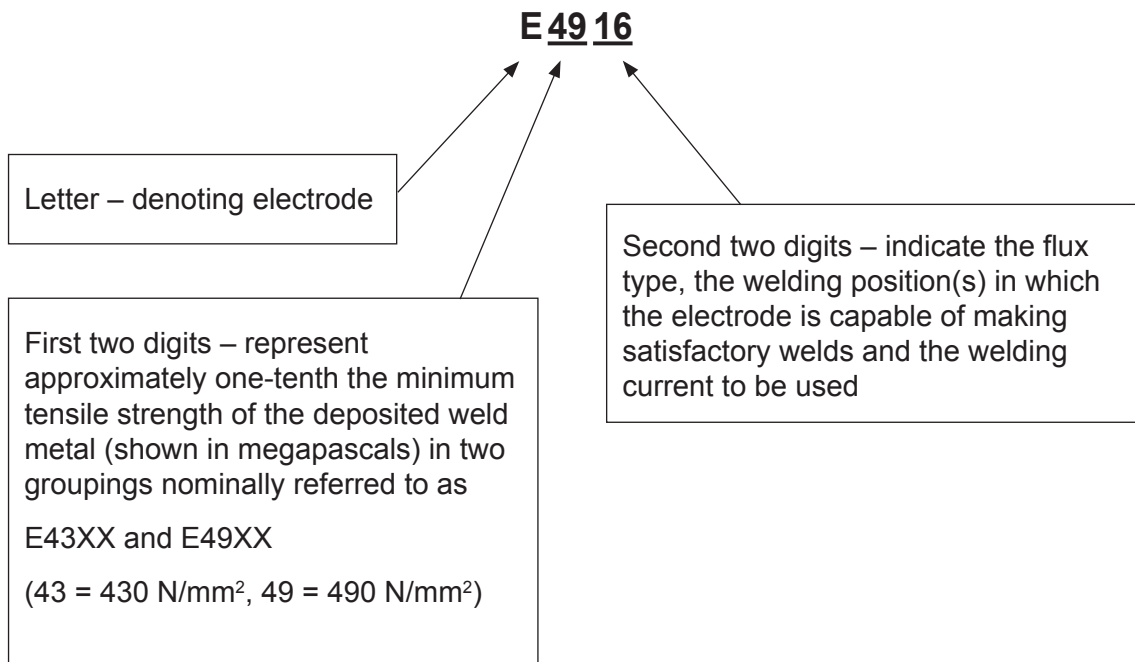 E 49 16
Letter – denoting electrode
First two digits – represent
approximately one-tenth the minimum
tensile strength of the deposited weld
metal (shown in megapascals) in two
groupings nominally referred to as
E43XX and E49XX
(43 = 430 N/mm², 49 = 490 N/mm²)
Second two digits – indicate the flux
type, the welding position(s) in which
the electrode is capable of making
satisfactory welds and the welding
current to be used